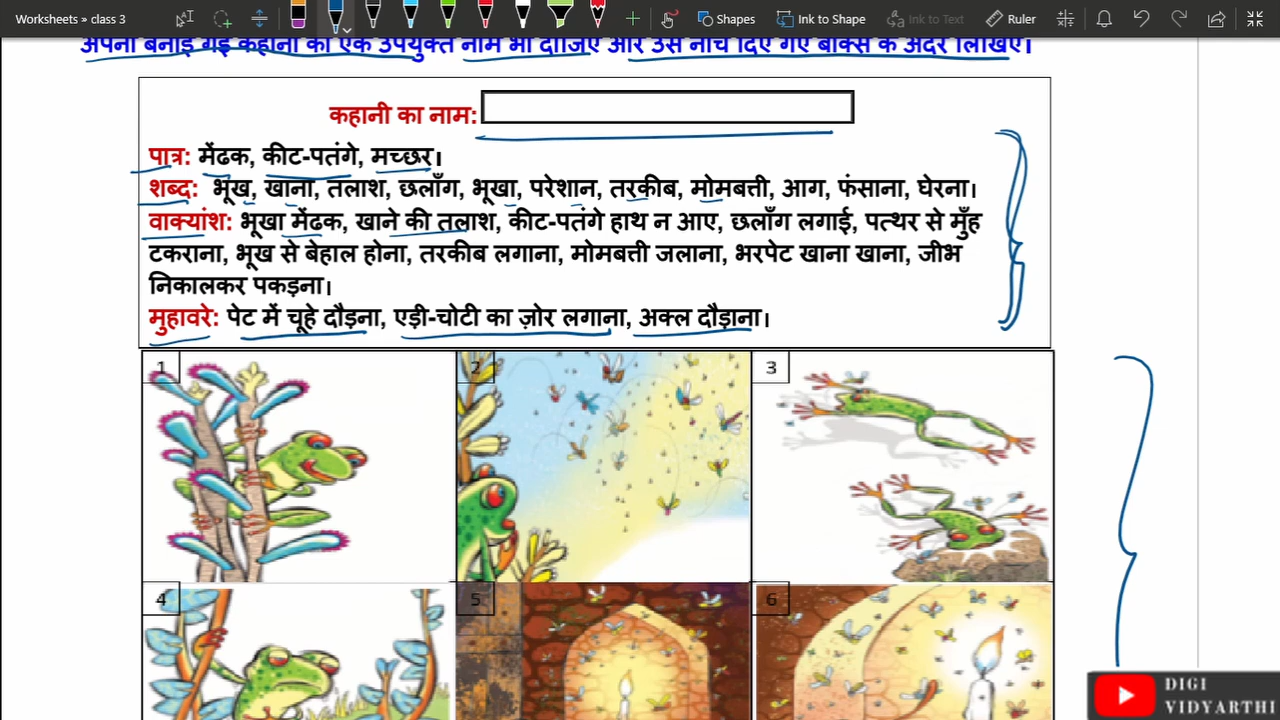 Worksheets » class 3
Shapes
Ink to Shape
Ink to Text
Ruler
अपनी बनाई गई कहानी का एक उपयुक्त नाम भी दीजिए और उसे नीचे दिए गए बॉक्स के अंदर लिखिए।
कहानी का नाम:
पात्र: मेंढक, कीट-पतंगे, मच्छर।
शब्द: भूख, खाना, तलाश, छलाँग, भूखा, परेशान, तरकीब, मोमबत्ती, आग, फंसाना, घेरना।
वाक्यांश: भूखा मेंढक, खाने की तलाश, कीट-पतंगे हाथ न आए, छलाँग लगाई, पत्थर से मुँह
टकराना, भूख से बेहाल होना, तरकीब लगाना, मोमबत्ती जलाना, भरपेट खाना खाना, जीभ
निकालकर पकड़ना।
मुहावरे: पेट में चूहे दौड़ना, एड़ी-चोटी का ज़ोर लगाना, अक्ल दौड़ाना।
1
2
3
4
5
6
DIGI
VIDYARTHI